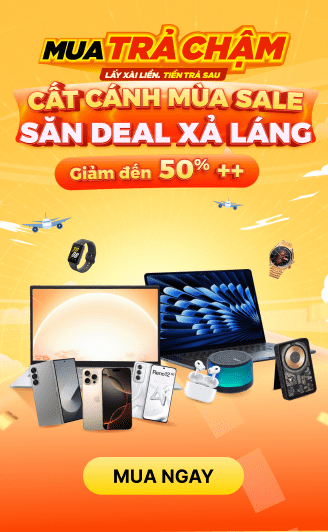 MUA TRẢ CHẬM
LẤY XÀI LIỀN. TIỀN TRẢ SAU
CẤT CÁNH MÙA SALE
SĂN DEAL XẢ LÁNG
Giảm đến 50% ++
Reno12
MUA NGAY